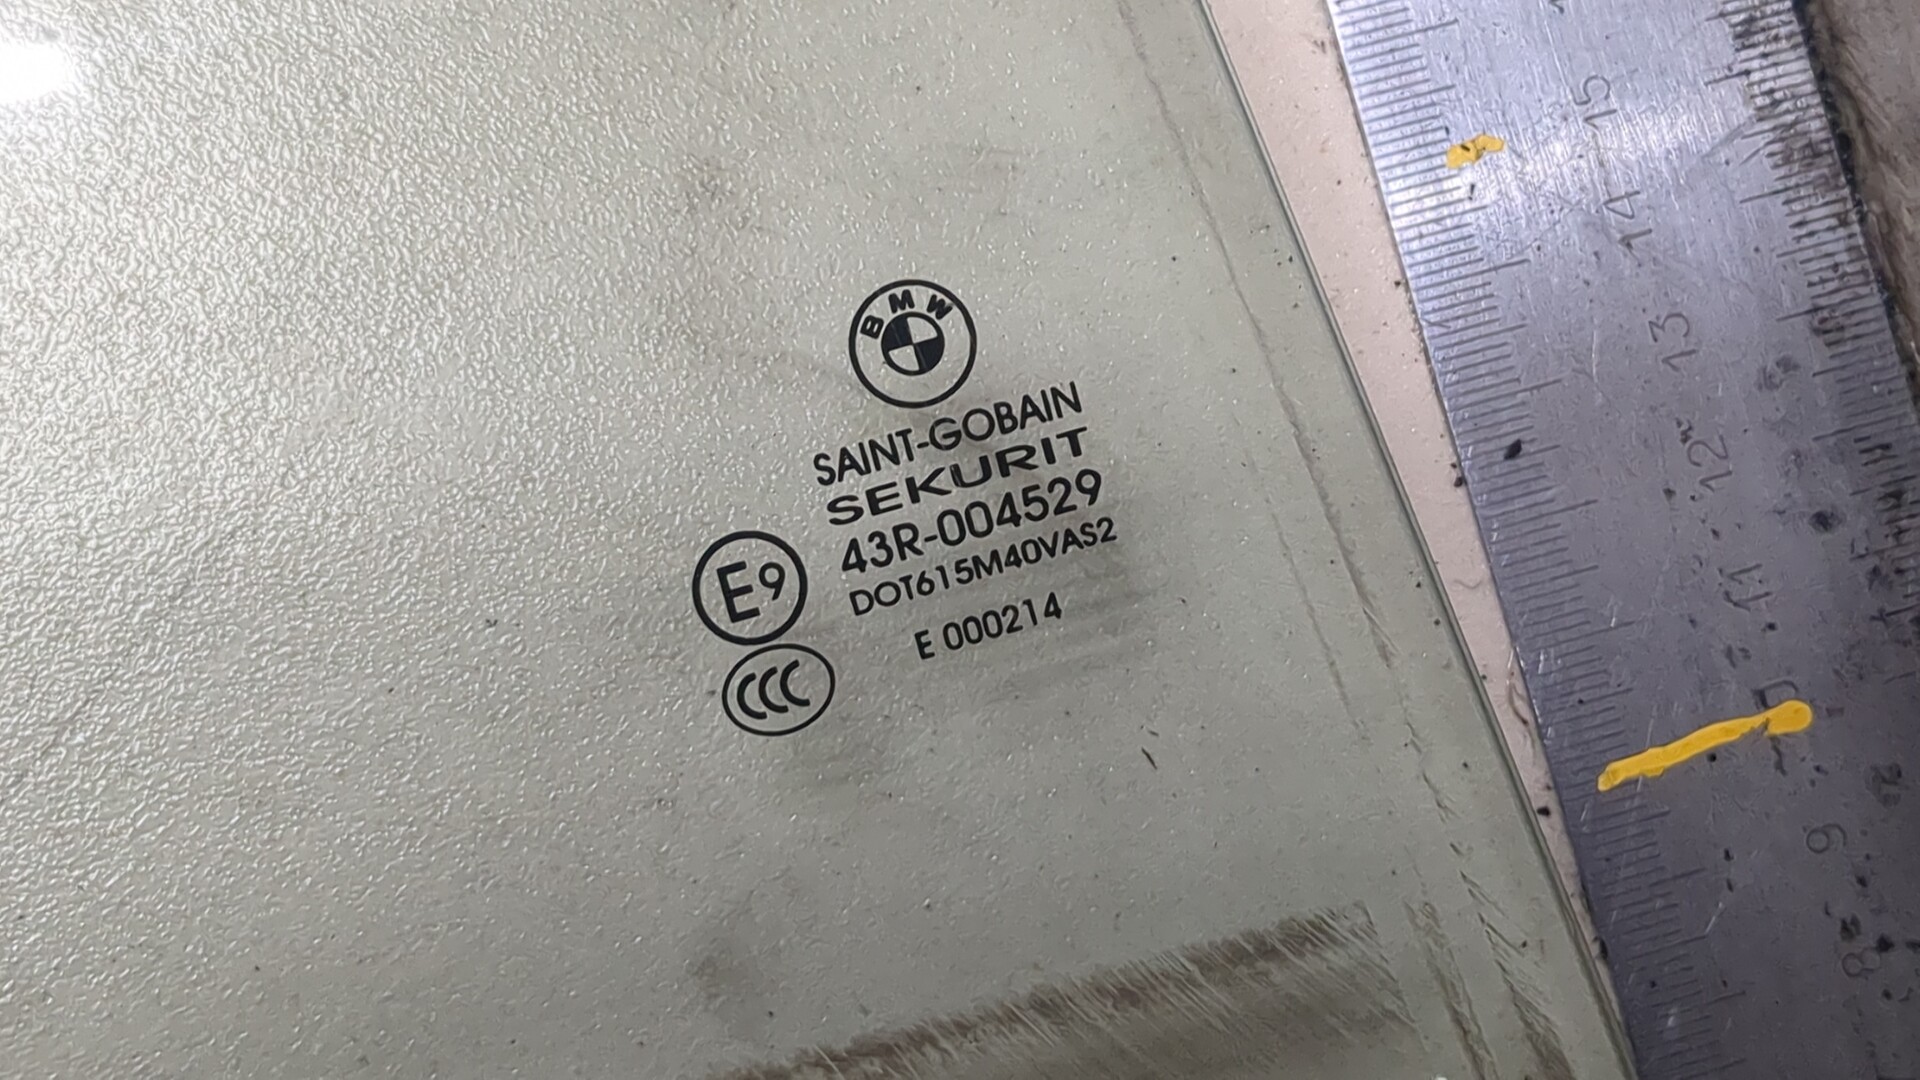 BMW
SAINT-GOBAIN
SEKURIT
43R-004529
DOT615M40VAS2
E9
E 000214
CCC
15
14
13
12
11
9
8